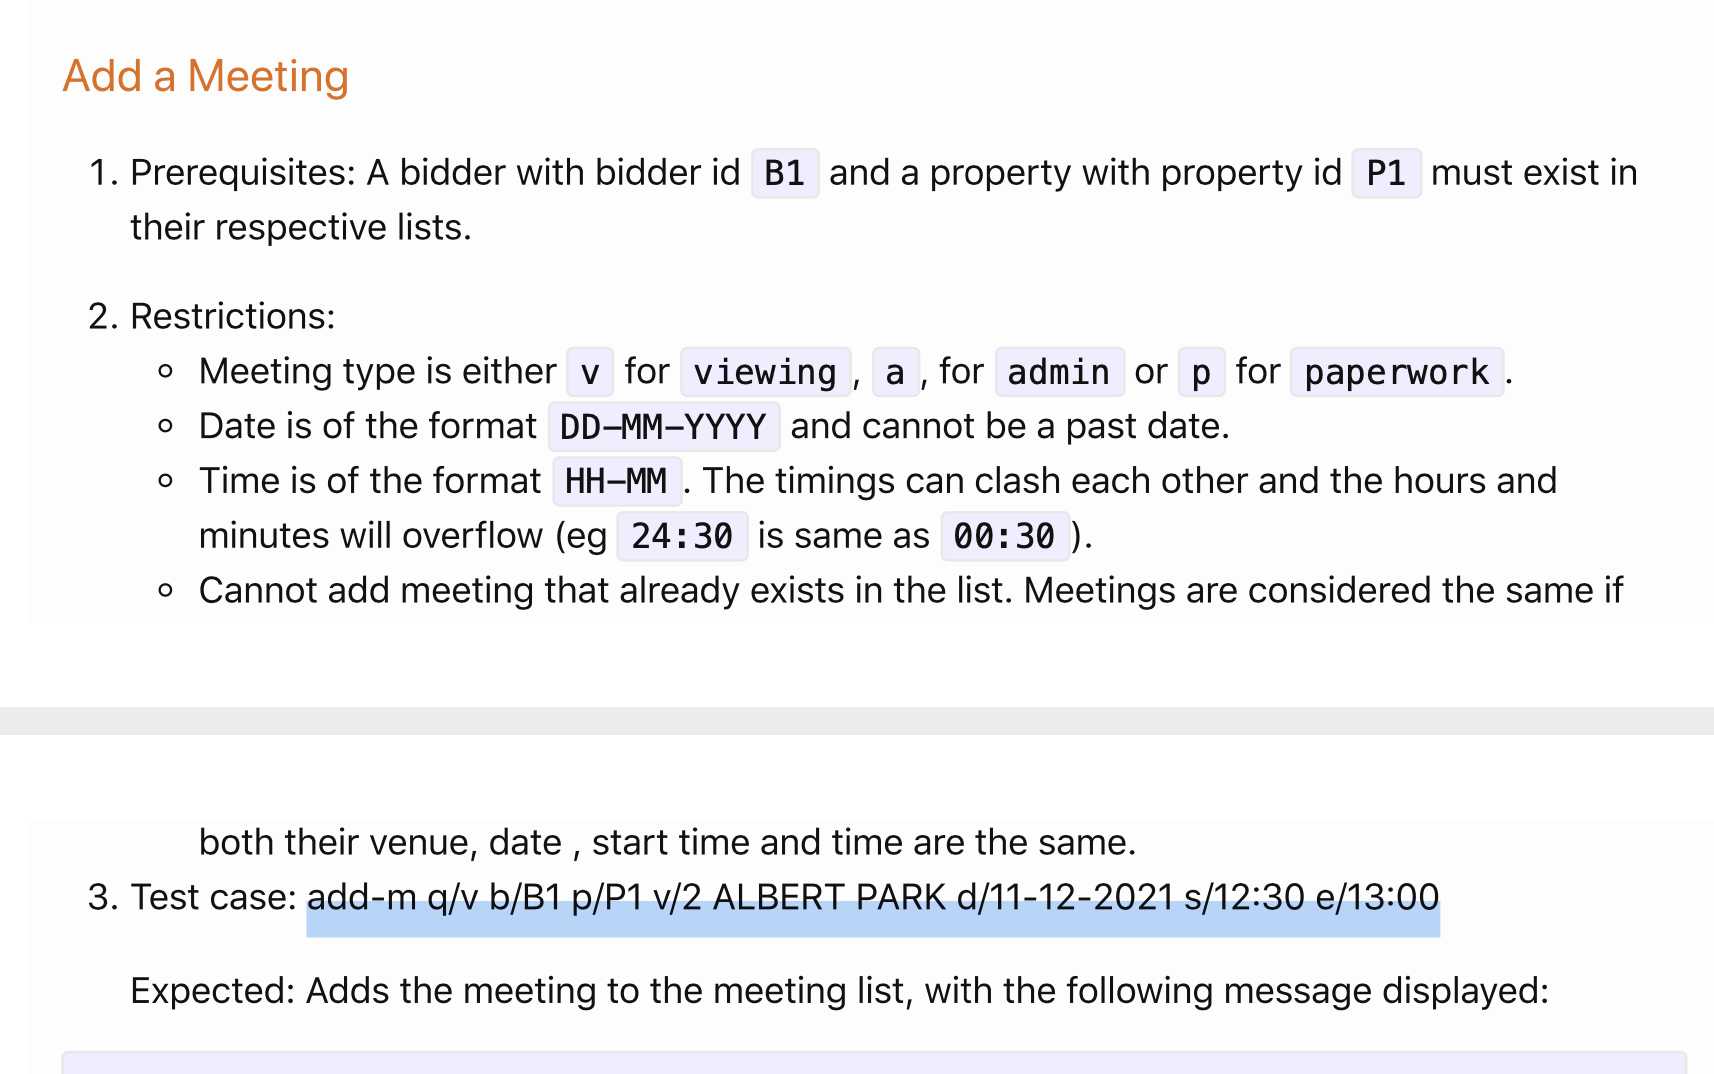 Add a Meeting
1. Prerequisites: A bidder with bidder id B1 and a property with property id P1 must exist in
their respective lists.
2. Restrictions:
Meeting type is either v for viewing, a, for admin or p for paperwork.
Date is of the format DD-MM-YYYY and cannot be a past date.
Time is of the format HH-MM. The timings can clash each other and the hours and
minutes will overflow (eg 24:30 is same as 00:30).
Cannot add meeting that already exists in the list. Meetings are considered the same if
both their venue, date , start time and time are the same.
3. Test case: add-m q/v b/B1 p/P1 v/2 ALBERT PARK d/11-12-2021 s/12:30 e/13:00
Expected: Adds the meeting to the meeting list, with the following message displayed: